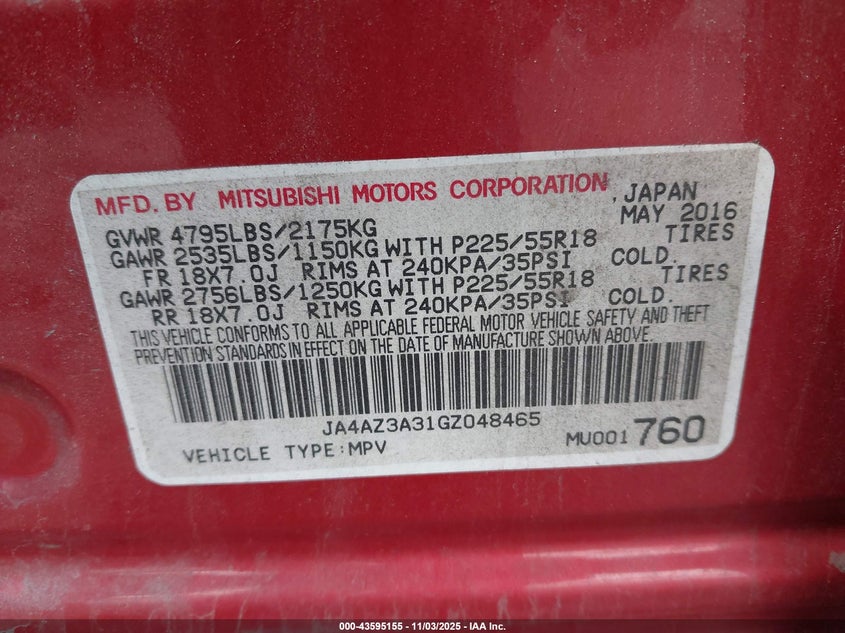 MFD. BY MITSUBISHI MOTORS CORPORATION , JAPAN
MAY 2016
GVWR 4795LBS/2175KG
GAWR 2535LBS/1150KG WITH P225/55R18 TIRES
FR 18X7.0J RIMS AT 240KPA/35PSI COLD.
GAWR 2756LBS/1250KG WITH P225/55R18 TIRES
RR 18X7.0J RIMS AT 240KPA/35PSI COLD.
THIS VEHICLE CONFORMS TO ALL APPLICABLE FEDERAL MOTOR VEHICLE SAFETY AND THEFT
PREVENTION STANDARDS IN EFFECT ON THE DATE OF MANUFACTURE SHOWN ABOVE.
JA4AZ3A31GZ048465
VEHICLE TYPE:MPV MU001 760
000-43595155 - 11/03/2025 - IAA Inc.